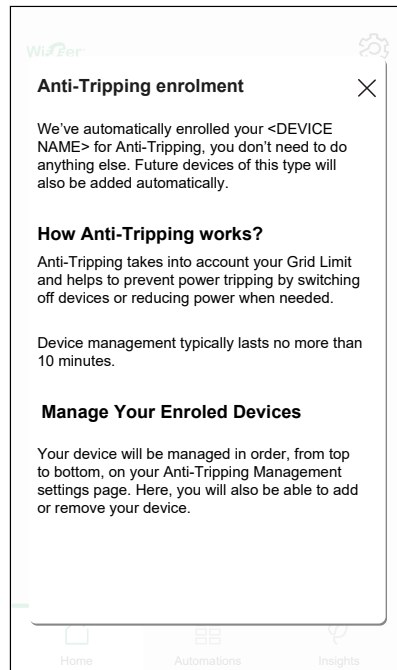 Wiser
Anti-Tripping enrolment
We've automatically enrolled your <DEVICE
NAME> for Anti-Tripping, you don't need to do
anything else. Future devices of this type will
also be added automatically.
How Anti-Tripping works?
Anti-Tripping takes into account your Grid Limit
and helps to prevent power tripping by switching
off devices or reducing power when needed.
Device management typically lasts no more than
10 minutes.
Manage Your Enroled Devices
Your device will be managed in order, from top
to bottom, on your Anti-Tripping Management
settings page. Here, you will also be able to add
or remove your device.
Home Automations Insights